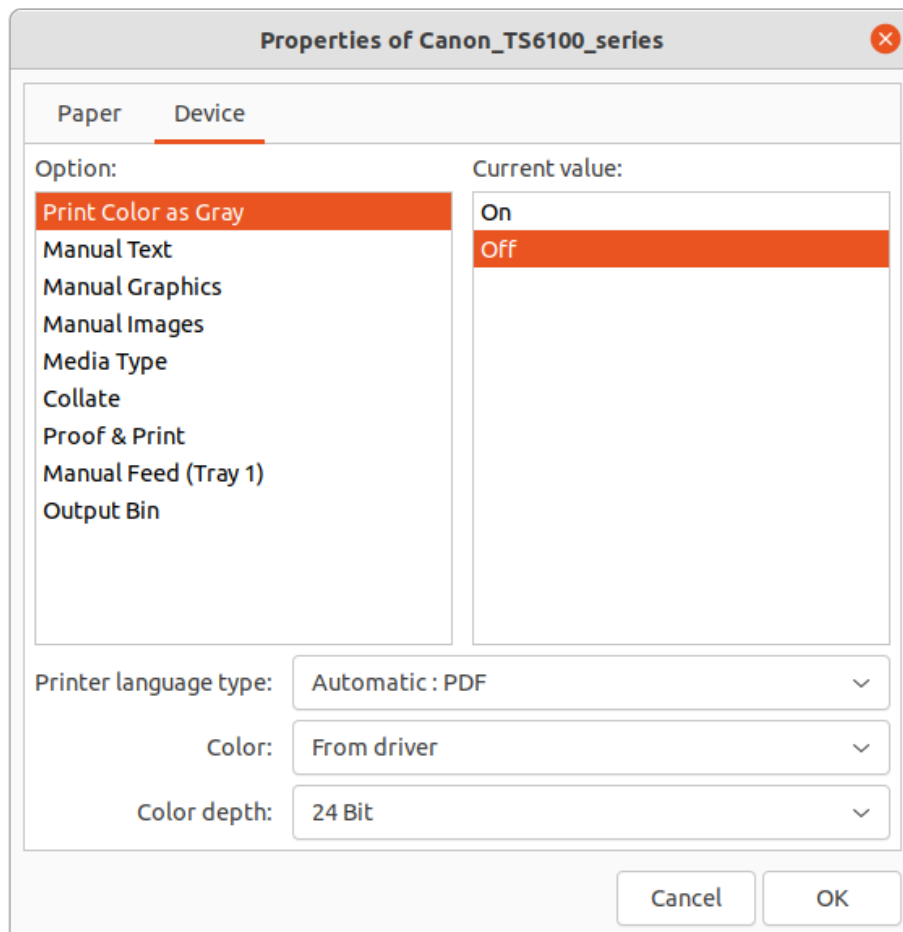 Properties of Canon_TS6100_series
Paper Device
Option:
Current value:
Print Color as Gray
Manual Text
Manual Graphics
Manual Images
Media Type
Collate
Proof & Print
Manual Feed (Tray 1)
Output Bin
On
Off
Printer language type: Automatic : PDF
Color: From driver
Color depth: 24 Bit
Cancel OK